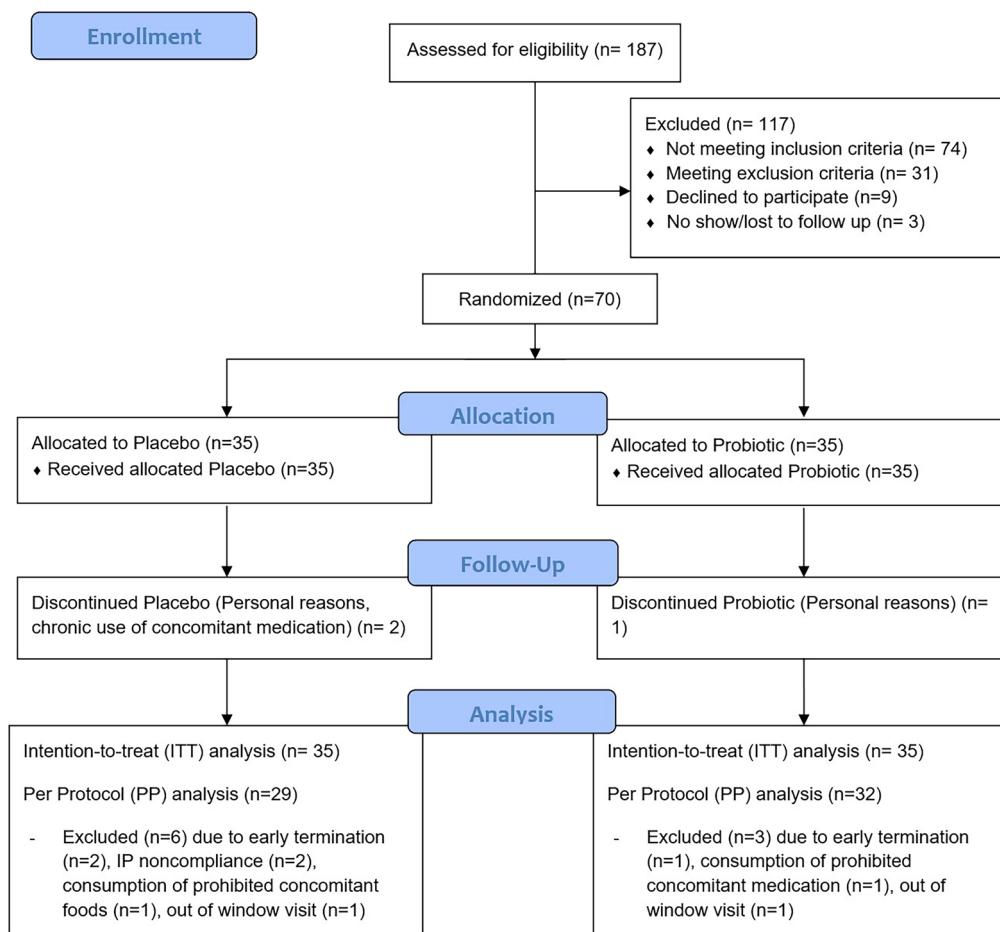 Enrollment
Assessed for eligibility (n= 187)
Excluded (n= 117)
♦ Not meeting inclusion criteria (n= 74)
♦ Meeting exclusion criteria (n= 31)
♦ Declined to participate (n=9)
♦ No show/lost to follow up (n= 3)
Randomized (n=70)
Allocation
Allocated to Placebo (n=35)
♦ Received allocated Placebo (n=35)
Allocated to Probiotic (n=35)
♦ Received allocated Probiotic (n=35)
Follow-Up
Discontinued Placebo (Personal reasons,
chronic use of concomitant medication) (n= 2)
Discontinued Probiotic (Personal reasons) (n=
1)
Analysis
Intention-to-treat (ITT) analysis (n= 35)
Per Protocol (PP) analysis (n=29)
- Excluded (n=6) due to early termination
(n=2), IP noncompliance (n=2),
consumption of prohibited concomitant
foods (n=1), out of window visit (n=1)
Intention-to-treat (ITT) analysis (n= 35)
Per Protocol (PP) analysis (n=32)
- Excluded (n=3) due to early termination
(n=1), consumption of prohibited
concomitant medication (n=1), out of
window visit (n=1)